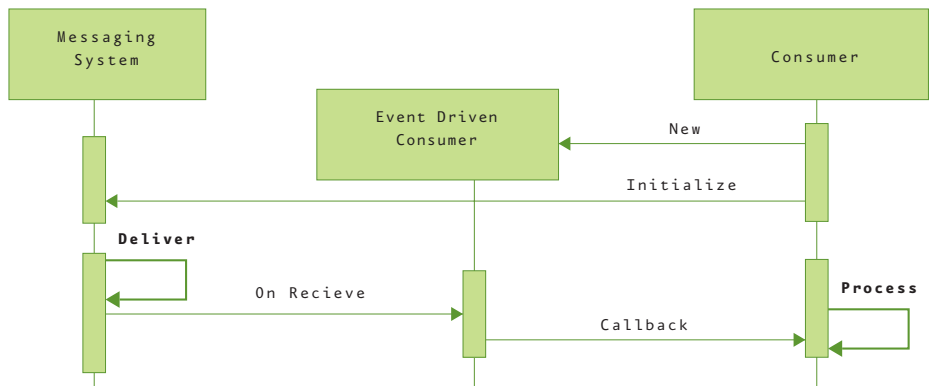 Messaging
System
Event Driven
Consumer
Consumer
New
Initialize
Deliver
On Recieve
Callback
Process